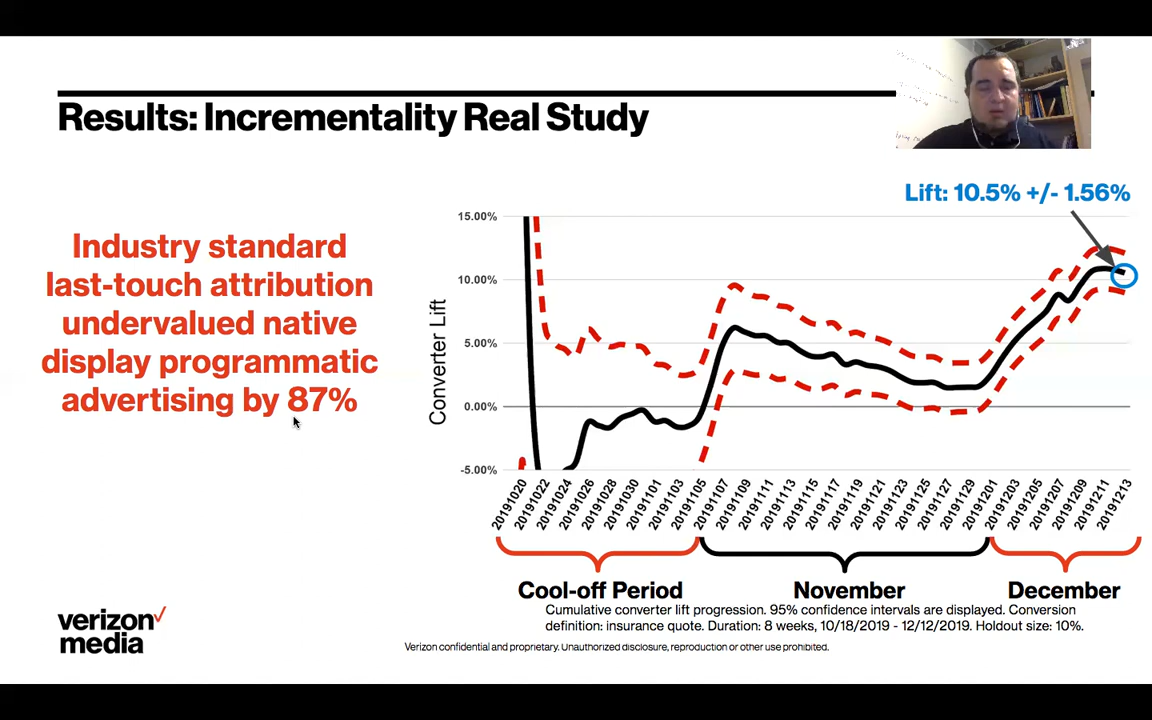 Results: Incrementality Real Study
Industry standard
last-touch attribution
undervalued native
display programmatic
advertising by 87%
Lift: 10.5% +/- 1.56%
Converter Lift
15.00%
10.00%
5.00%
0.00%
-5.00%
20191020
20191022
20191024
20191026
20191028
20191030
20191101
20191103
20191105
20191107
20191109
20191111
20191113
20191115
20191117
20191119
20191121
20191123
20191125
20191127
20191129
20191201
20191203
20191205
20191207
20191209
20191211
20191213
Cool-off Period
November
December
Cumulative converter lift progression. 95% confidence intervals are displayed. Conversion
definition: insurance quote. Duration: 8 weeks, 10/18/2019 - 12/12/2019. Holdout size: 10%.
verizon✓
media
Verizon confidential and proprietary. Unauthorized disclosure, reproduction or other use prohibited.